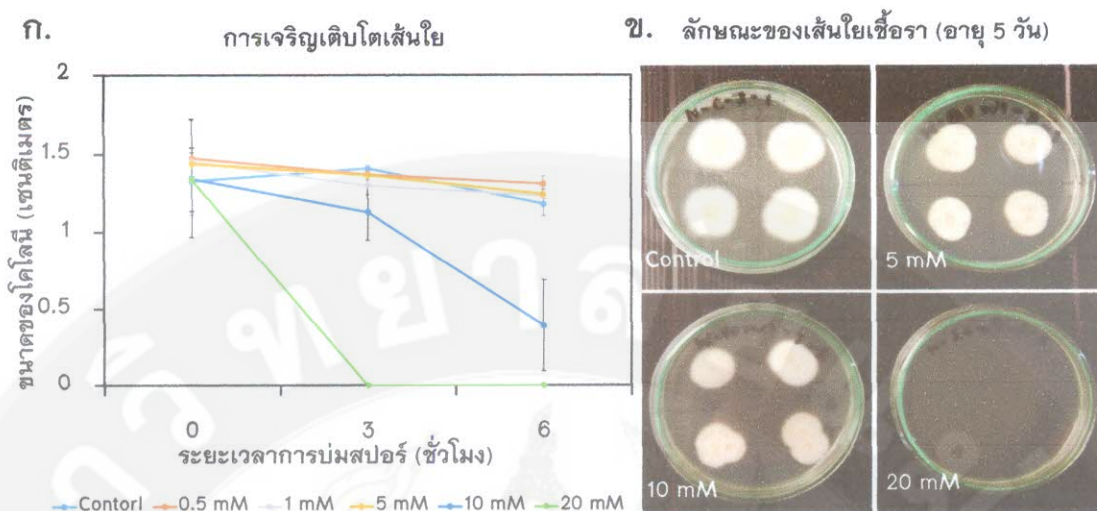 ก. การเจริญเติบโตเส้นใย
ขนาดของโคโลนี (เซนติเมตร)
2
1.5
1
0.5
0
0 3 6
ระยะเวลาการบ่มสปอร์ (ชั่วโมง)
Contorl 0.5 mM 1 mM 5 mM 10 mM 20 mM
ข. ลักษณะของเส้นใยเชื้อรา (อายุ 5 วัน)
Control
5 mM
10 mM
20 mM